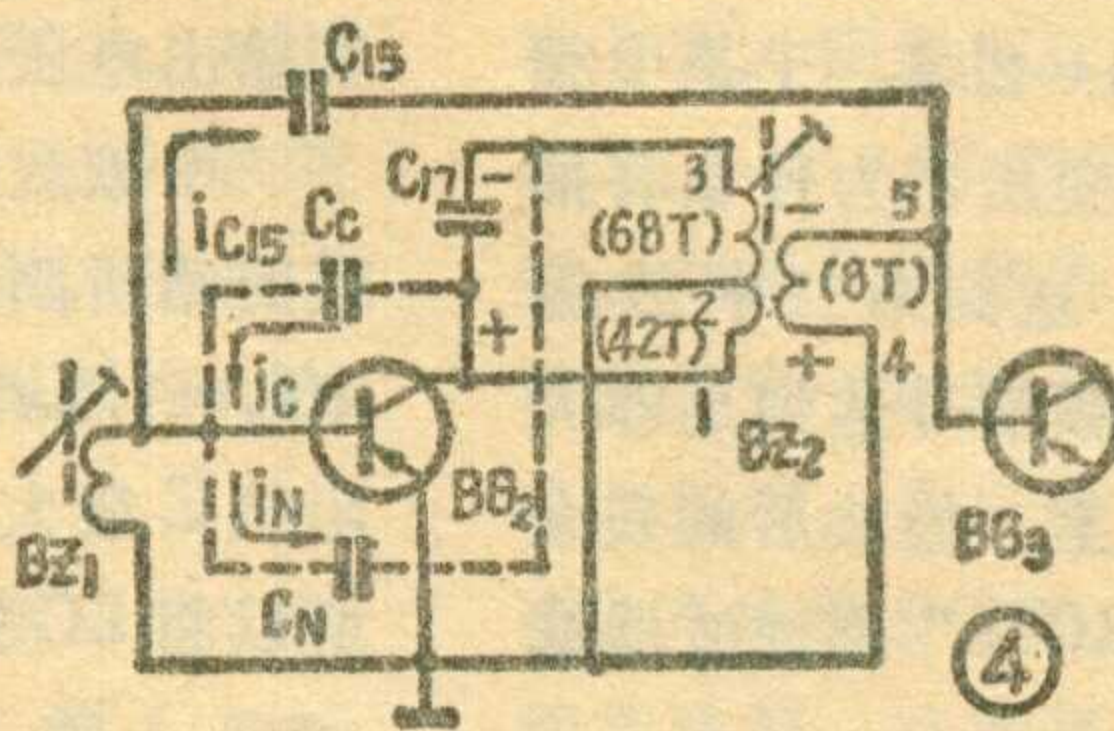 C15
C17
-
3
iC15
CC
(68T)
-
5
(8T)
+
2
(42T)
+
4
iC
1
BZ2
iN
BG2
BZ1
BG3
CN
④